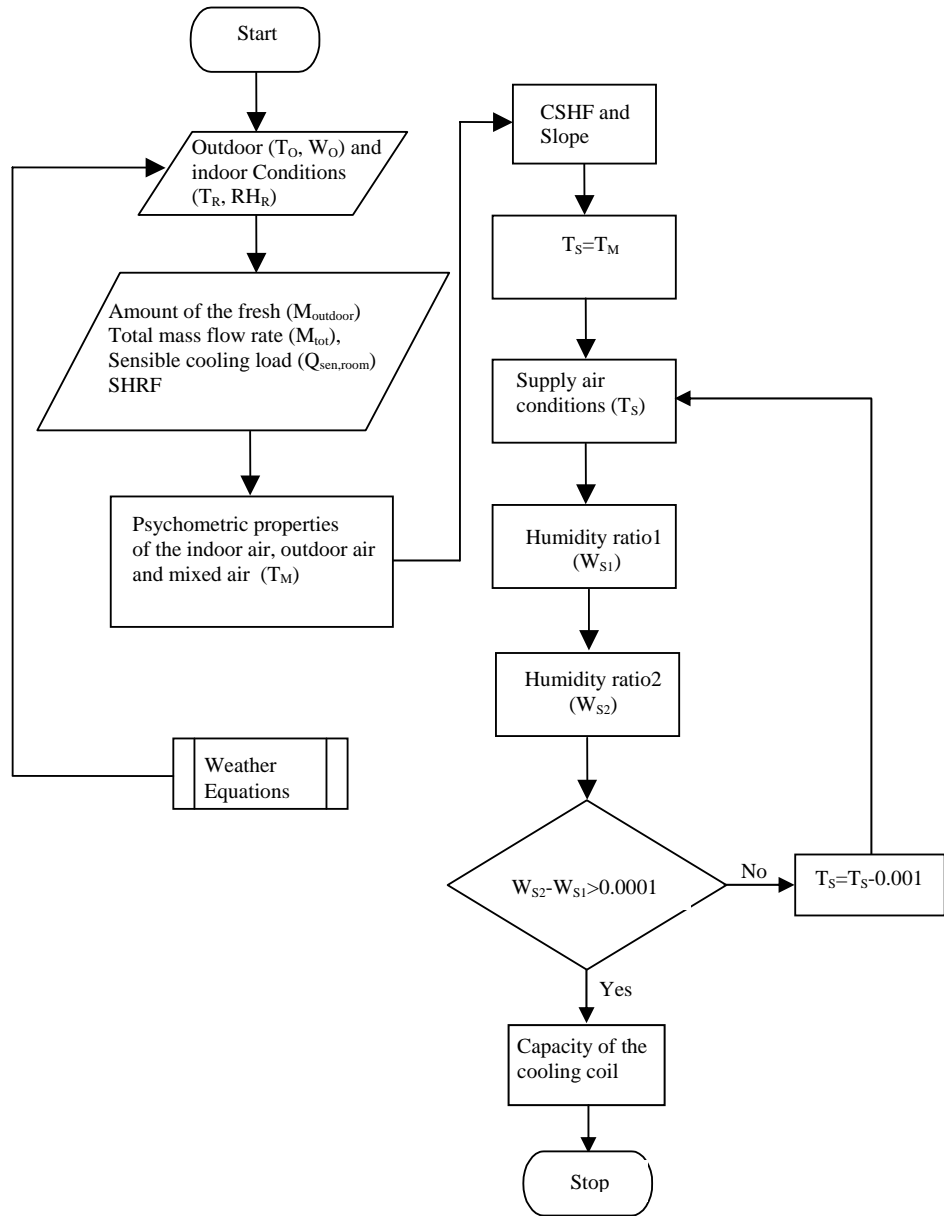 Start
Outdoor (T_O, W_O) and
indoor Conditions
(T_R, RH_R)
Amount of the fresh (M_outdoor)
Total mass flow rate (M_tot),
Sensible cooling load (Q_sen,room)
SHRF
Psychometric properties
of the indoor air, outdoor air
and mixed air (T_M)
Weather
Equations
CSHF and
Slope
T_S=T_M
Supply air
conditions (T_S)
Humidity ratio1
(W_S1)
Humidity ratio2
(W_S2)
W_S2-W_S1>0.0001
No
T_S=T_S-0.001
Yes
Capacity of the
cooling coil
Stop